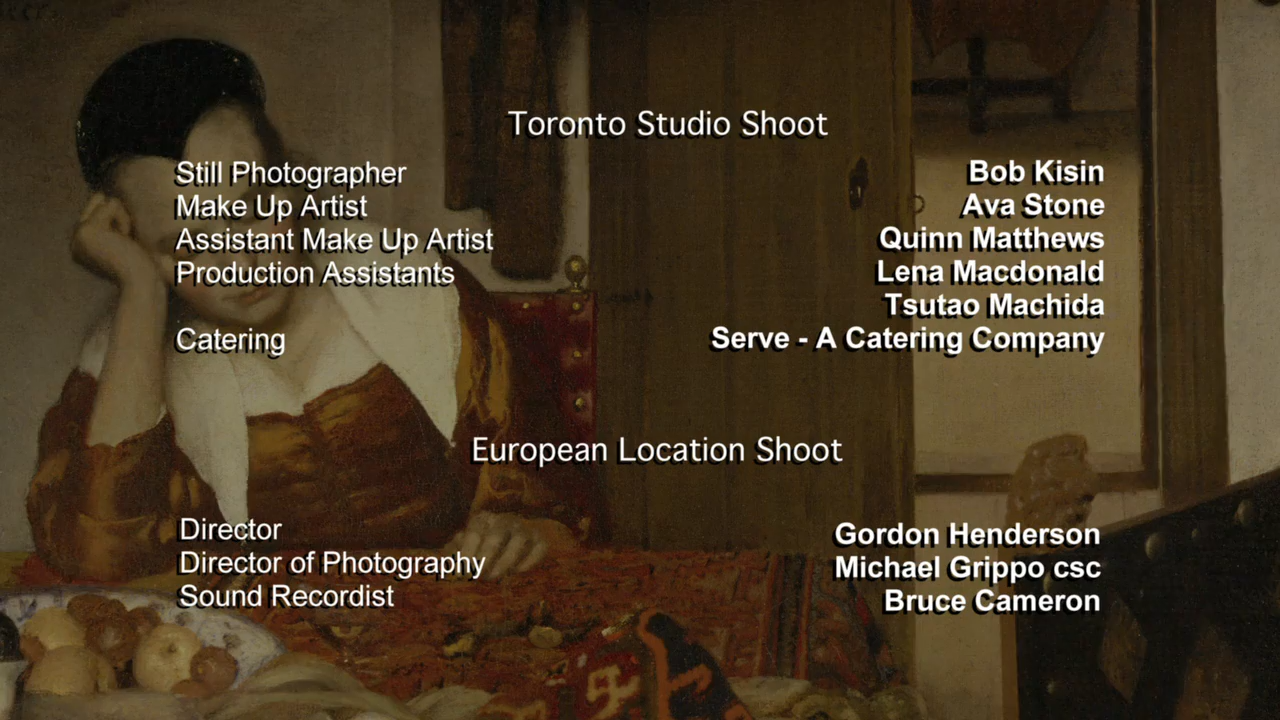 Toronto Studio Shoot
Still Photographer Bob Kisin
Make Up Artist Ava Stone
Assistant Make Up Artist Quinn Matthews
Production Assistants Lena Macdonald
Tsutao Machida
Catering Serve - A Catering Company
European Location Shoot
Director Gordon Henderson
Director of Photography Michael Grippo csc
Sound Recordist Bruce Cameron